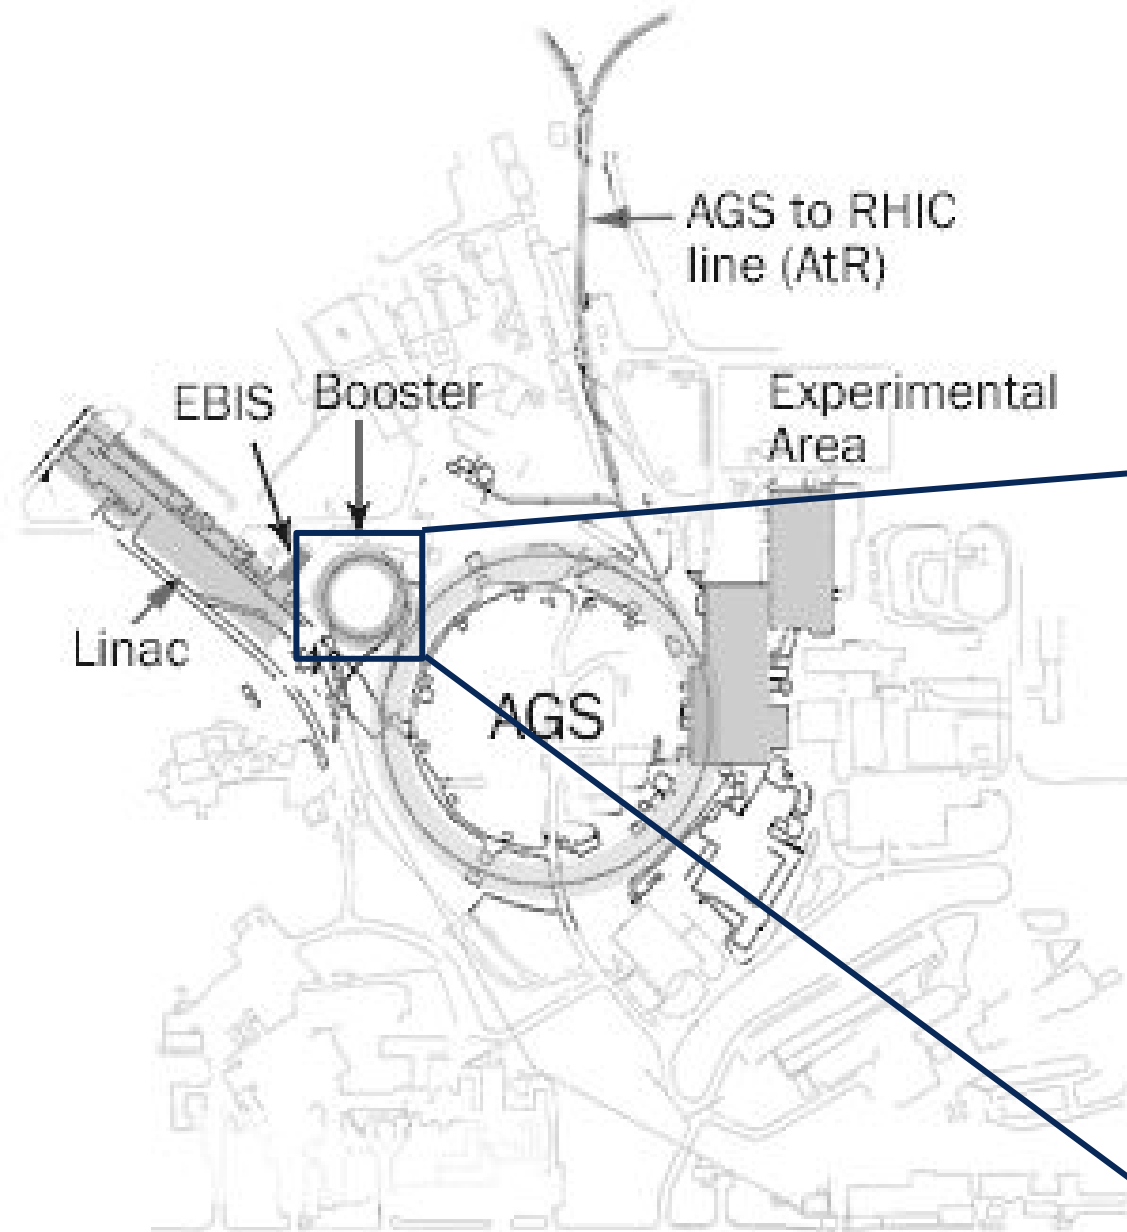 AGS to RHIC
line (AtR)
EBIS
Booster
Experimental
Area
Linac
AGS